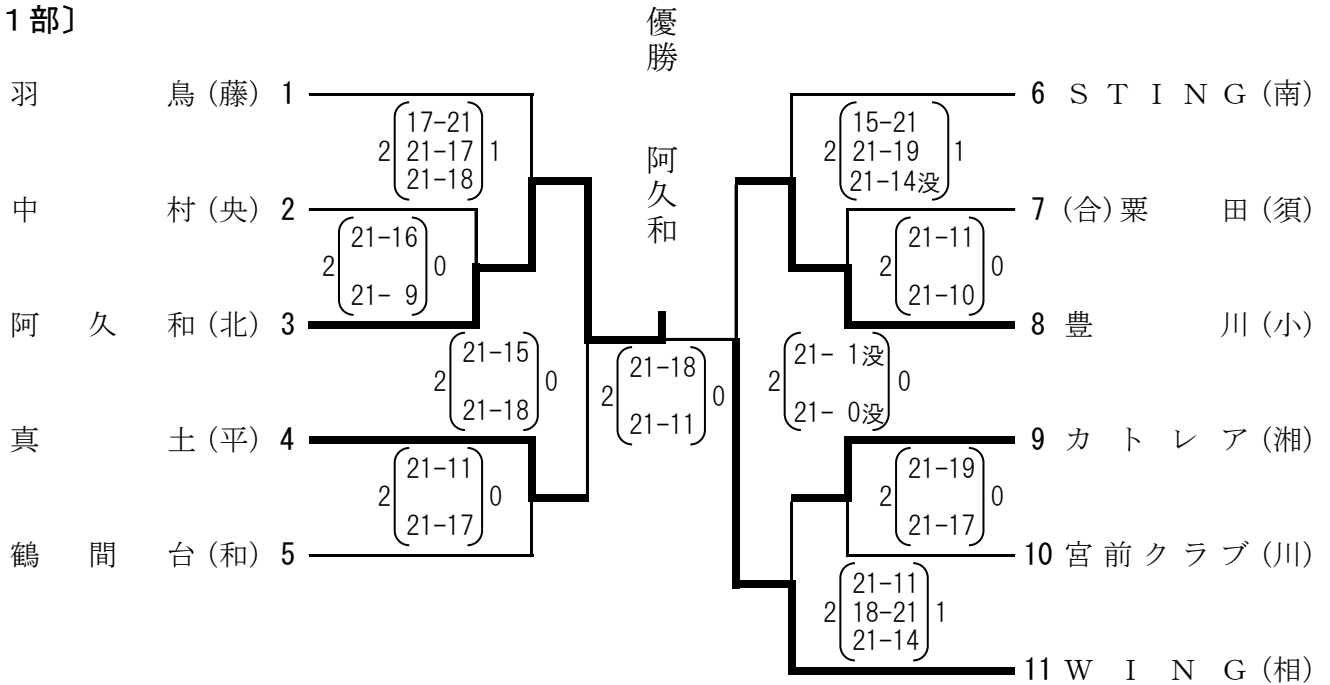 １部〕
優勝　阿久和
羽鳥（藤） 1
中村（央） 2
阿久和（北） 3
真土（平） 4
鶴間台（和） 5
2 17-21 21-17 21-18 1
2 21-16 21- 9 0
2 21-15 21-18 0
2 21-11 21-17 0
2 21-18 21-11 0
6 ＳＴＩＮＧ（南）
7 （合）粟田（須）
8 豊川（小）
9 カトレア（湘）
10 宮前クラブ（川）
11 ＷＩＮＧ（相）
2 15-21 21-19 21-14没 1
2 21-11 21-10 0
2 21- 1没 21- 0没 0
2 21-19 21-17 0
2 21-11 18-21 21-14 1